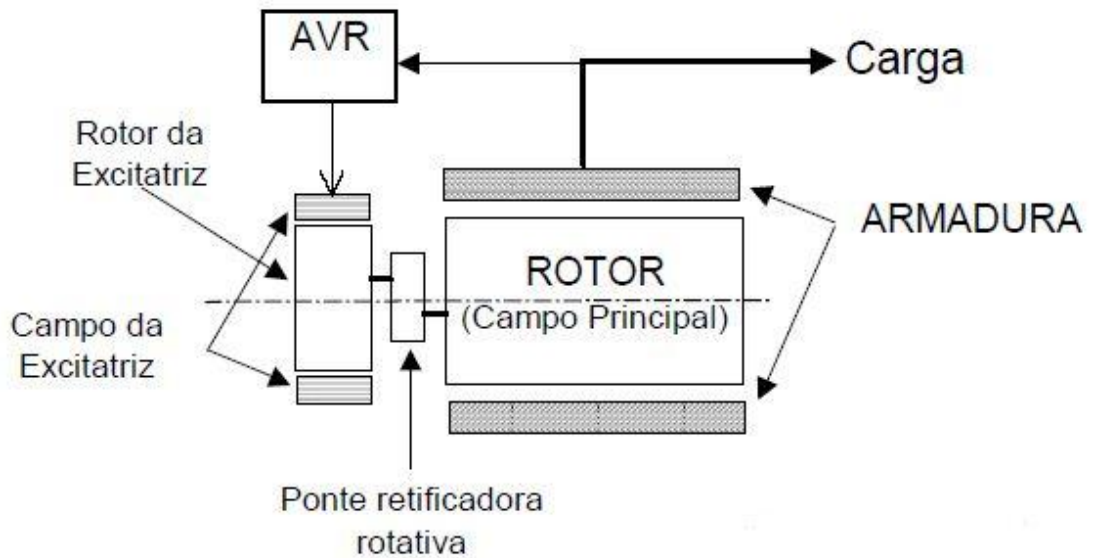 AVR
Carga
Rotor da
Excitatriz
ARMADURA
ROTOR
(Campo Principal)
Campo da
Excitatriz
Ponte retificadora
rotativa